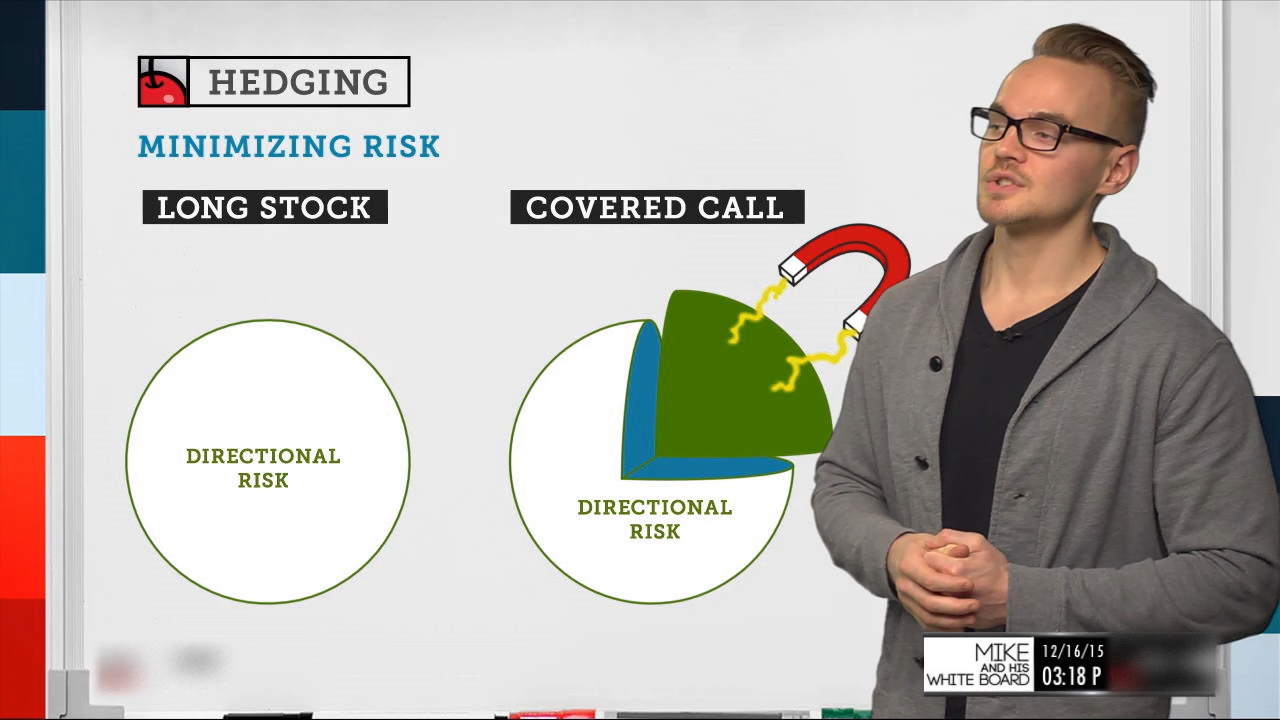 HEDGING
MINIMIZING RISK
LONG STOCK
COVERED CALL
DIRECTIONAL
RISK
DIRECTIONAL
RISK
MIKE
AND HIS
WHITE BOARD
12/16/15
03:18 P